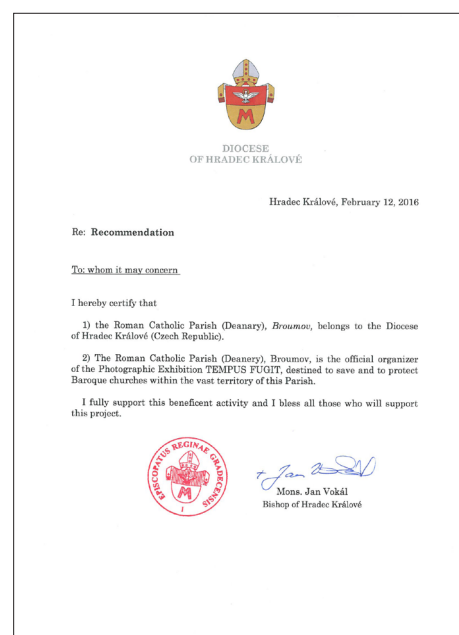 M
DIOCESE
OF HRADEC KRÁLOVÉ
Hradec Králové, February 12, 2016
Re: Recommendation
To: whom it may concern
I hereby certify that
1) the Roman Catholic Parish (Deanary), Broumov, belongs to the Diocese
of Hradec Králové (Czech Republic).
2) The Roman Catholic Parish (Deanery), Broumov, is the official organizer
of the Photographic Exhibition TEMPUS FUGIT, destined to save and to protect
Baroque churches within the vast territory of this Parish.
I fully support this beneficent activity and I bless all those who will support
this project.
EPISCOPATUS REGINAE GRADECENSIS
M
I
+ Jan
Mons. Jan Vokál
Bishop of Hradec Králové